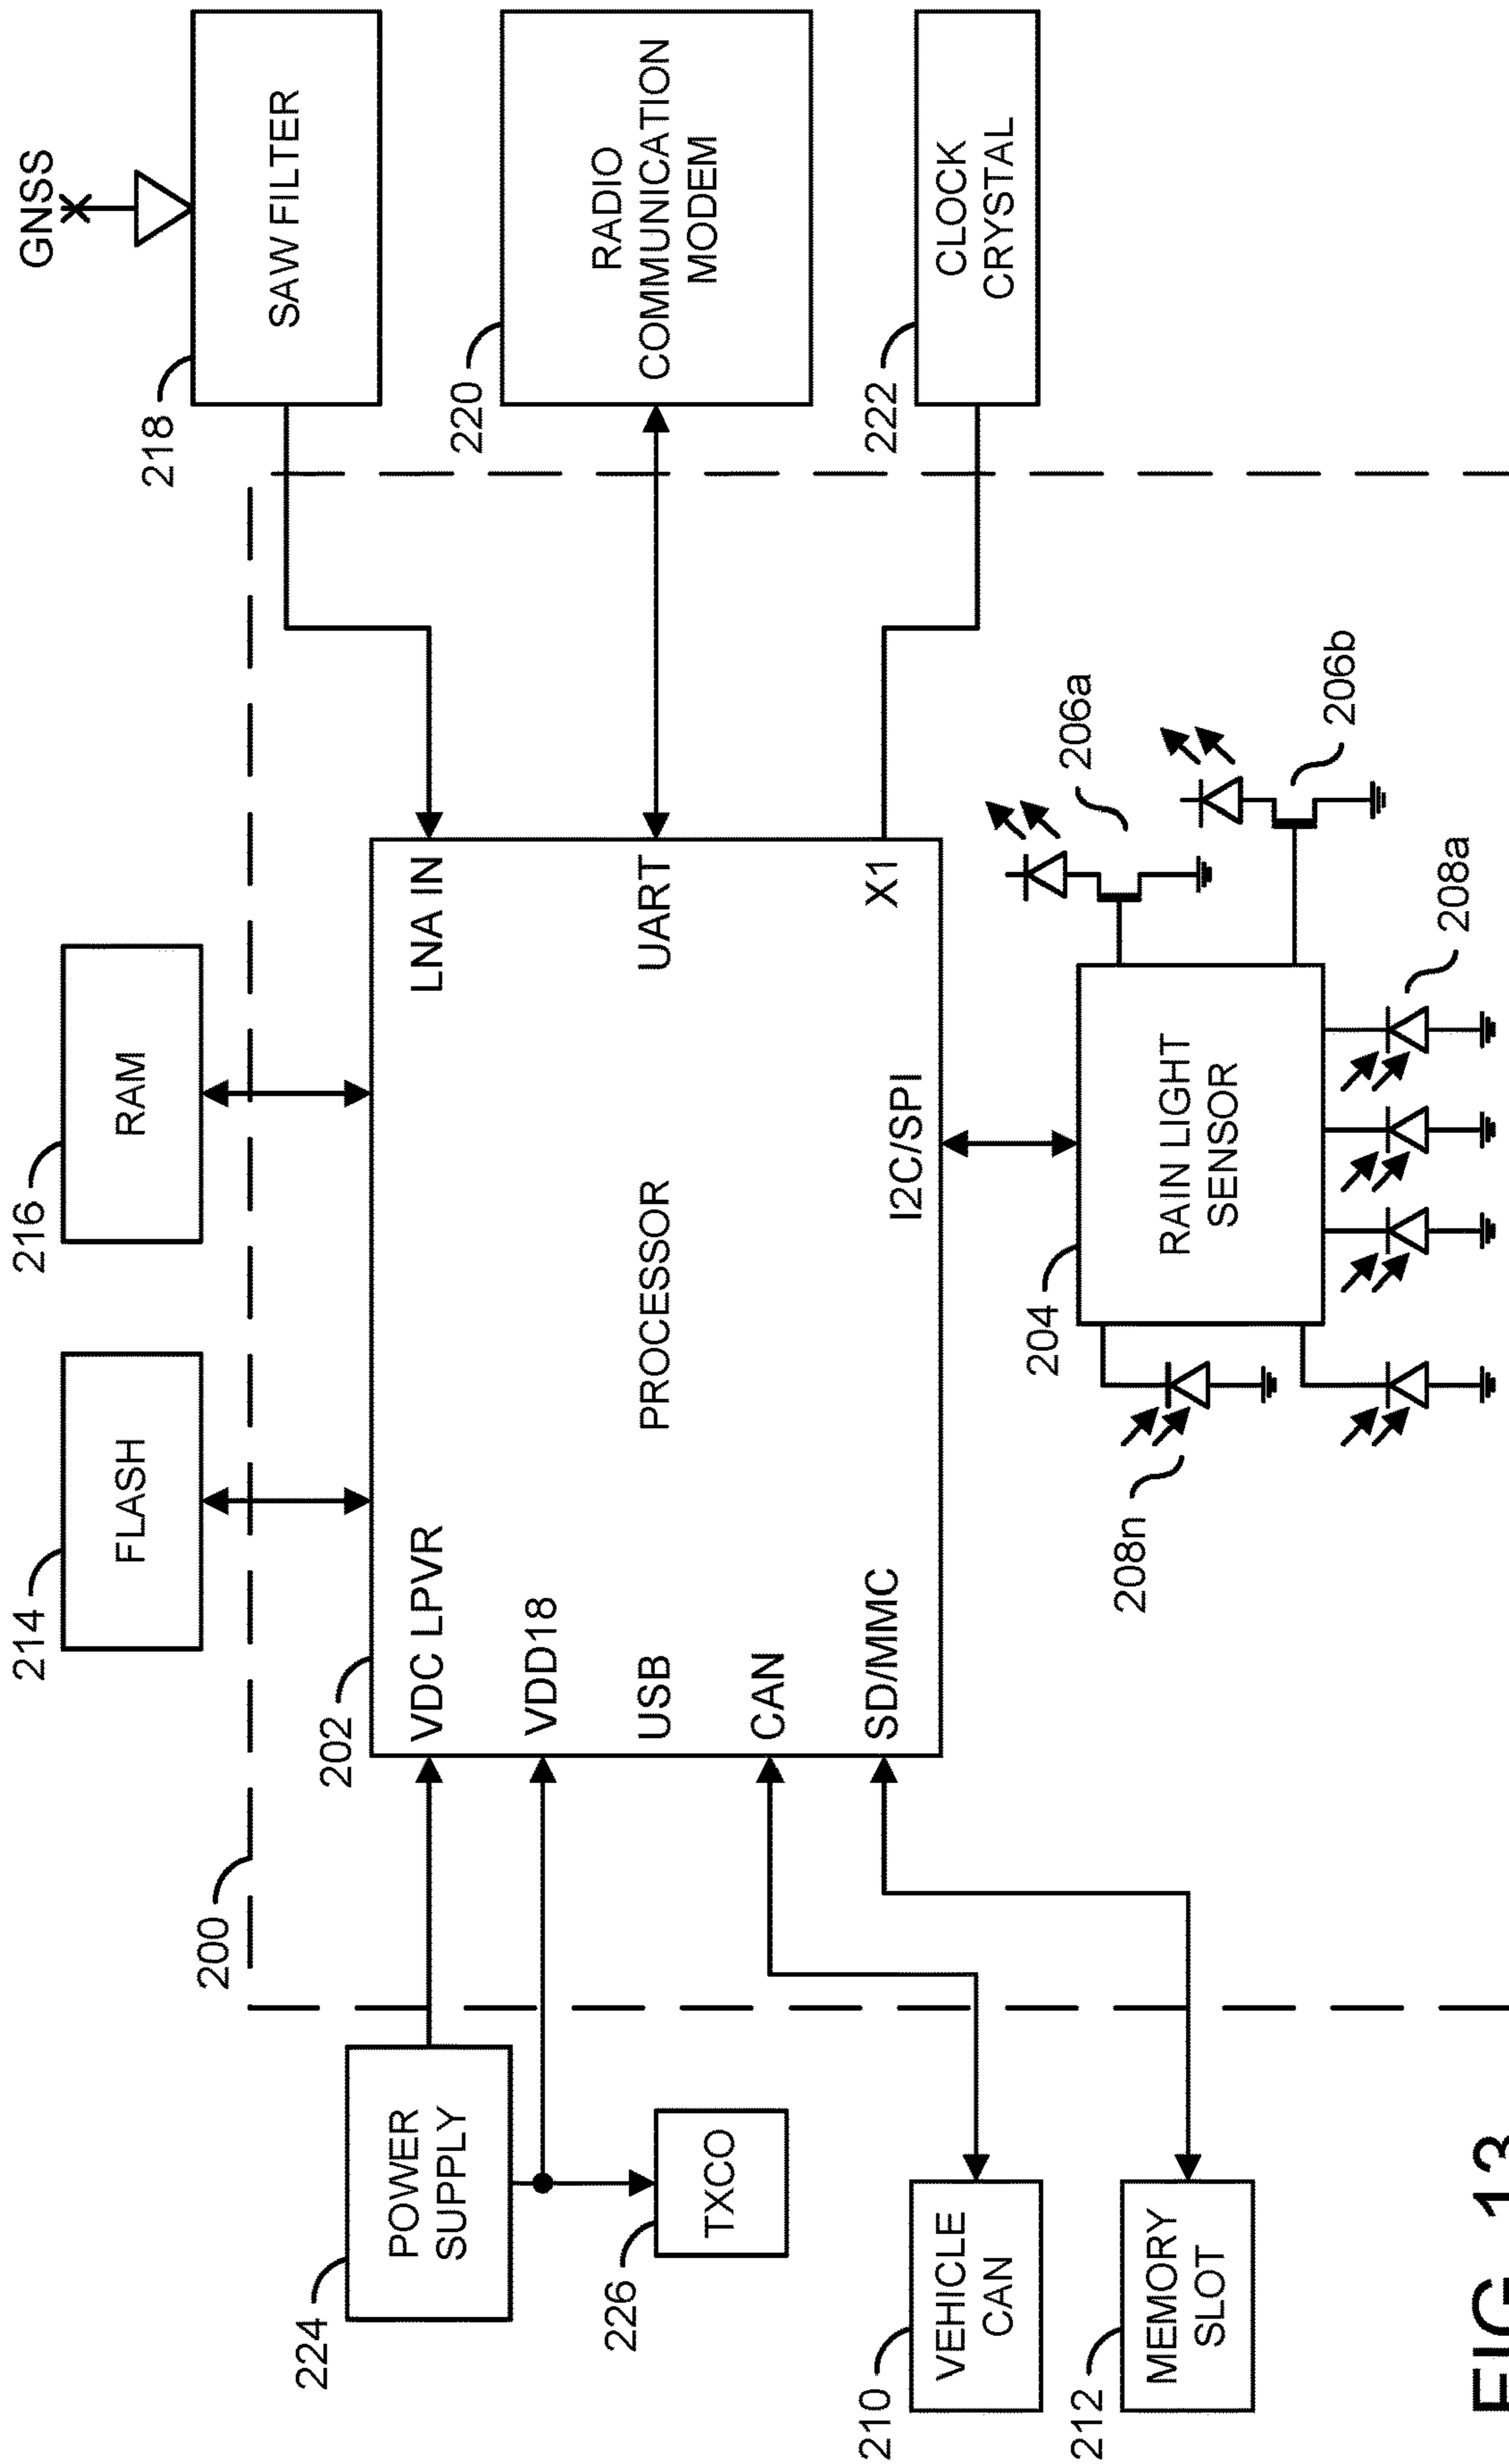 214
FLASH
216
RAM
GNSS
218
SAW FILTER
200
202
224
POWER
SUPPLY
VDC LPVR
LNA IN
VDD18
226
TXCO
USB
PROCESSOR
UART
220
RADIO
COMMUNICATION
MODEM
CAN
SD/MMC
I2C/SPI
X1
222
CLOCK
CRYSTAL
210
VEHICLE
CAN
212
MEMORY
SLOT
204
RAIN LIGHT
SENSOR
206a
206b
208n
208a
FIG. 13